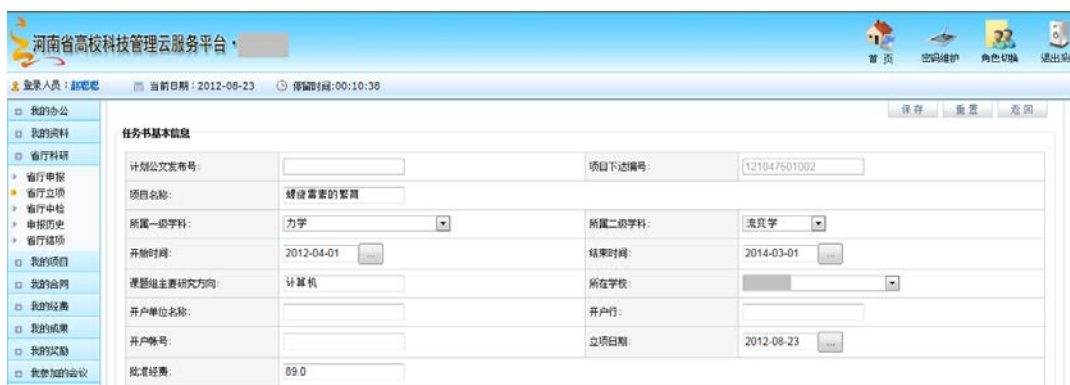 河南省高校科技管理云服务平台·
首 页 密码维护 角色切换
登录人员: 当前日期:2012-08-23 停留时间:00:10:38
我的办公
我的资料
省厅科研
省厅申报
省厅立项
省厅中检
申报历史
省厅结项
我的项目
我的合同
我的经费
我的成果
我的奖励
我参加的会议
保存 重置 返回
任务书基本信息
计划公文发布号: 项目下达编号: 121047601002
项目名称: 螺旋霉素的繁育
所属一级学科: 力学 所属二级学科: 流变学
开始时间: 2012-04-01 ... 结束时间: 2014-03-01 ...
课题组主要研究方向: 计算机 所在学校:
开户单位名称: 开户行:
开户帐号: 立项日期: 2012-08-23 ...
批准经费: 89.0